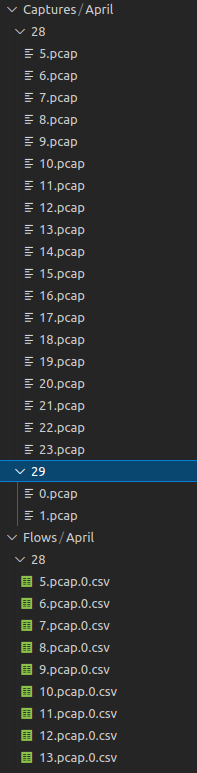 Captures/April
28
5.pcap
6.pcap
7.pcap
8.pcap
9.pcap
10.pcap
11.pcap
12.pcap
13.pcap
14.pcap
15.pcap
16.pcap
17.pcap
18.pcap
19.pcap
20.pcap
21.pcap
22.pcap
23.pcap
29
0.pcap
1.pcap
Flows/April
28
5.pcap.0.csv
6.pcap.0.csv
7.pcap.0.csv
8.pcap.0.csv
9.pcap.0.csv
10.pcap.0.csv
11.pcap.0.csv
12.pcap.0.csv
13.pcap.0.csv